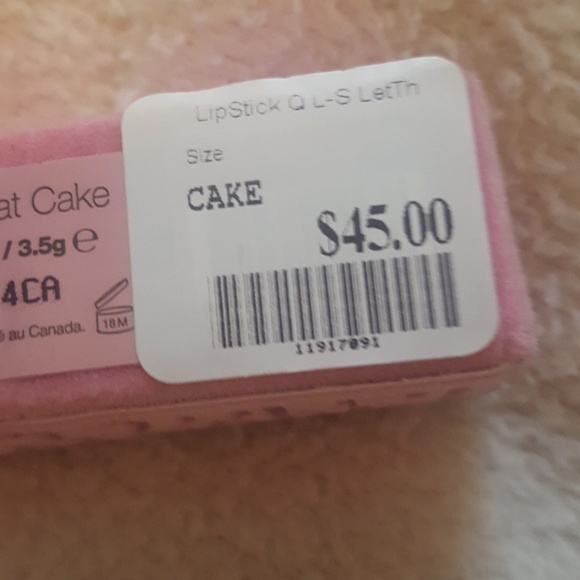 LipStick Q L-S LetTh
Size
CAKE
$45.00
11917091
at Cake
/ 3.5g e
4CA
au Canada.
18M